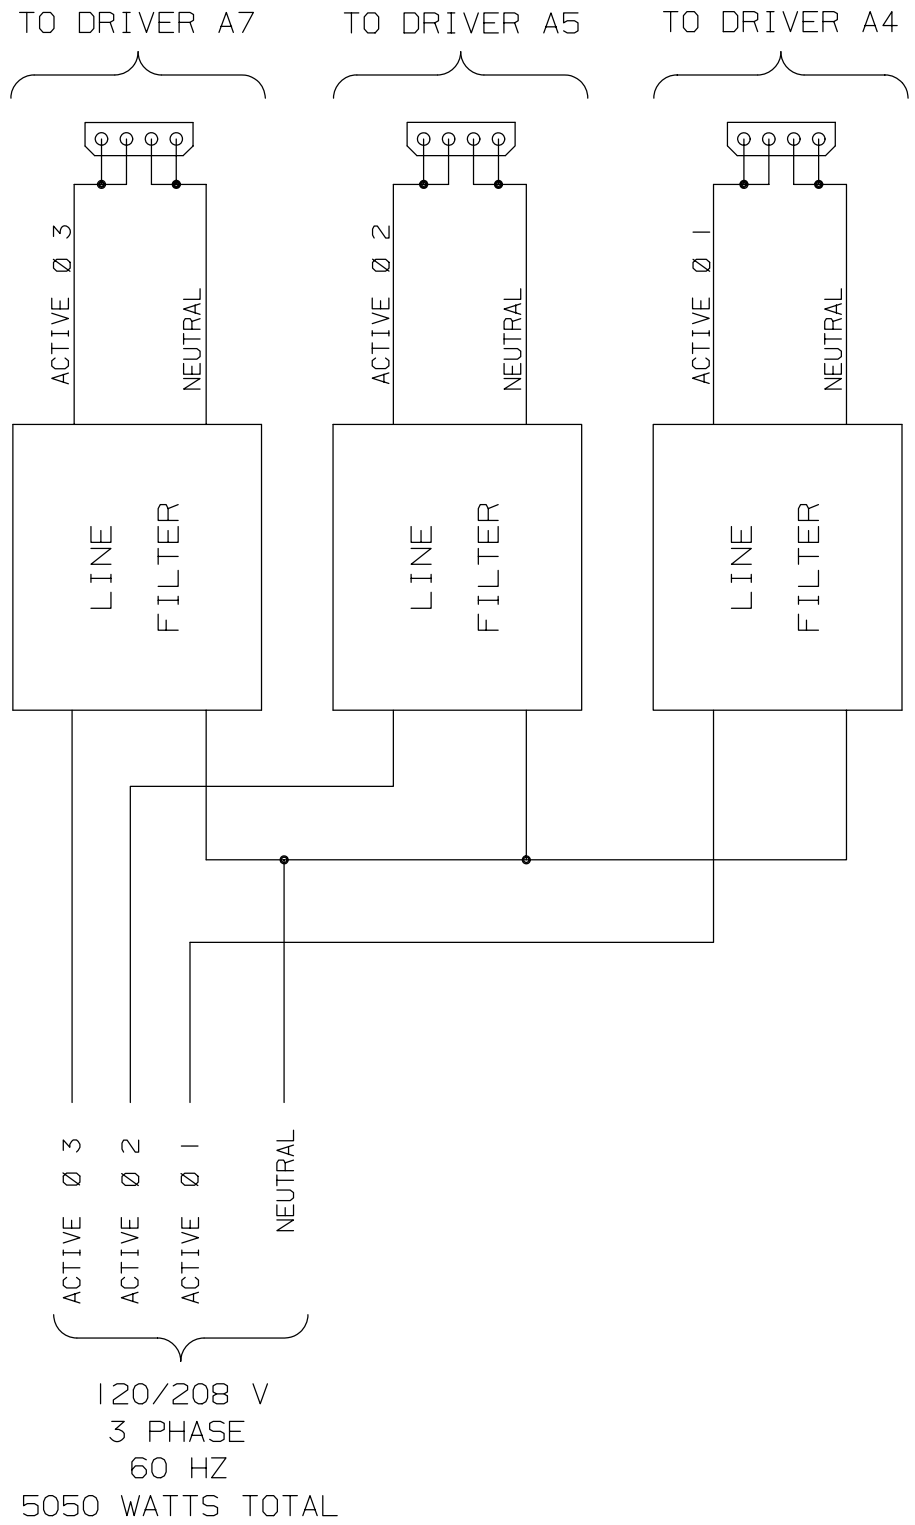 TO DRIVER A7
TO DRIVER A5
TO DRIVER A4
ACTIVE Ø 3
NEUTRAL
ACTIVE Ø 2
NEUTRAL
ACTIVE Ø 1
NEUTRAL
LINE
FILTER
LINE
FILTER
LINE
FILTER
ACTIVE Ø 3
ACTIVE Ø 2
ACTIVE Ø 1
NEUTRAL
120/208 V
3 PHASE
60 HZ
5050 WATTS TOTAL